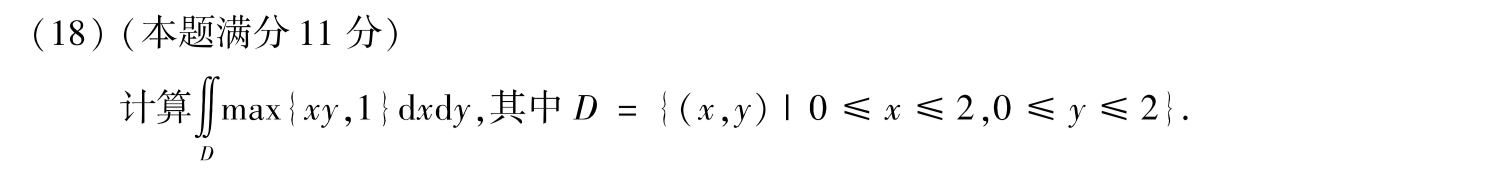 (18)(本题满分 11 分)
计算∬max{xy,1}dxdy,其中 D = {(x,y) | 0 ≤ x ≤ 2,0 ≤ y ≤ 2}.
D